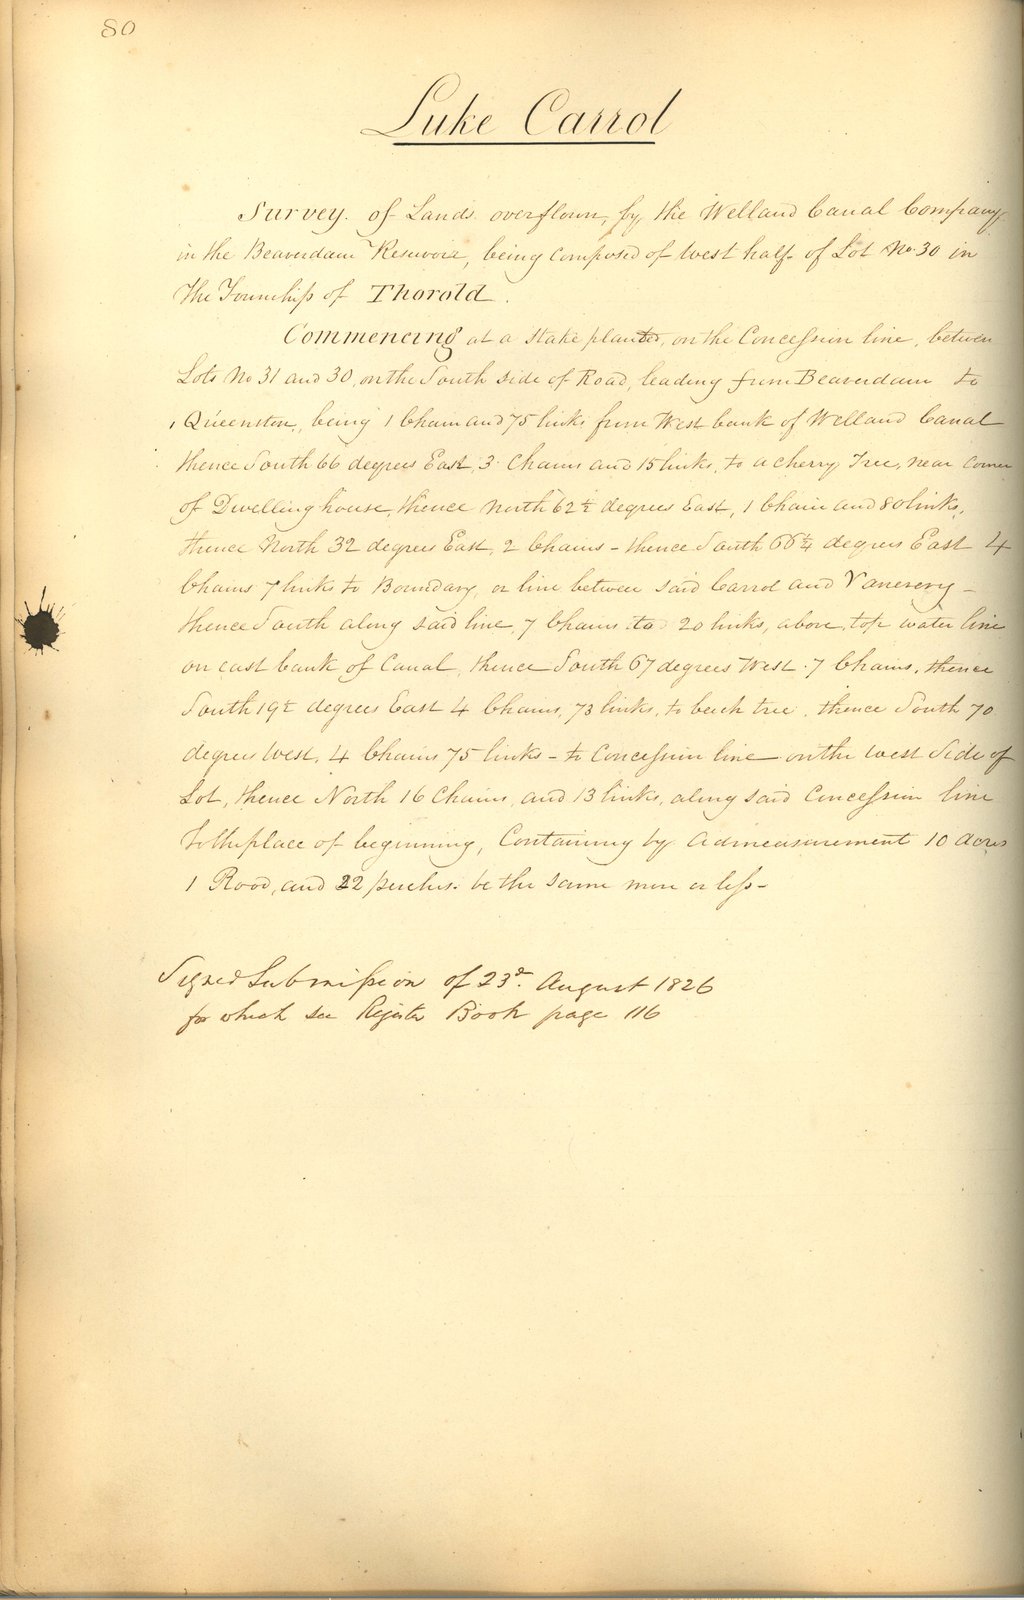 80
Luke Carrol
Survey of Lands overflown, by the Welland Canal Company
in the Beaverdam Reservoire, being composed of west half of Lot No. 30 in
the Township of Thorold.
Commencing at a stake planted, on the Concession line, between
Lots No 31 and 30, on the South side of Road, leading from Beaverdam to
Queenston, being 1 Chain and 75 links from West bank of Welland Canal
thence South 66 degrees East, 3 Chains and 15 links, to a cherry Tree, near corner
of Dwelling house, thence North 62½ degrees East, 1 Chain and 80 links,
thence North 32 degrees East, 2 Chains - thence South 66¼ degrees East 4
Chains 7 links to Boundary, or line between said Carrol and Vanevery -
thence South along said line, 7 Chains to 20 links, above, top water line
on east bank of Canal, thence South 67 degrees West. 7 Chains, thence
South 19½ degrees East 4 Chains, 73 links, to beech tree, thence South 70
degrees West, 4 Chains 75 links - to Concession line on the west side of
Lot, thence North 16 Chains, and 13 links, along said Concession line
to the place of beginning, Containing by admeasurement 10 acres
1 Rood, and 22 perches. be the same more or less -
Signed Submission of 23d. August 1826
for which see Register Book page 116